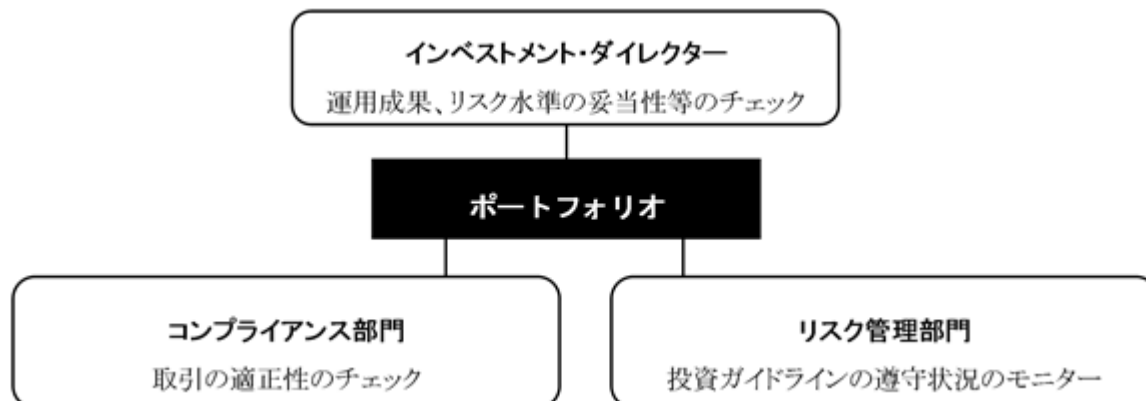 インベストメント・ダイレクター
運用成果、リスク水準の妥当性等のチェック
ポートフォリオ
コンプライアンス部門
取引の適正性のチェック
リスク管理部門
投資ガイドラインの遵守状況のモニター